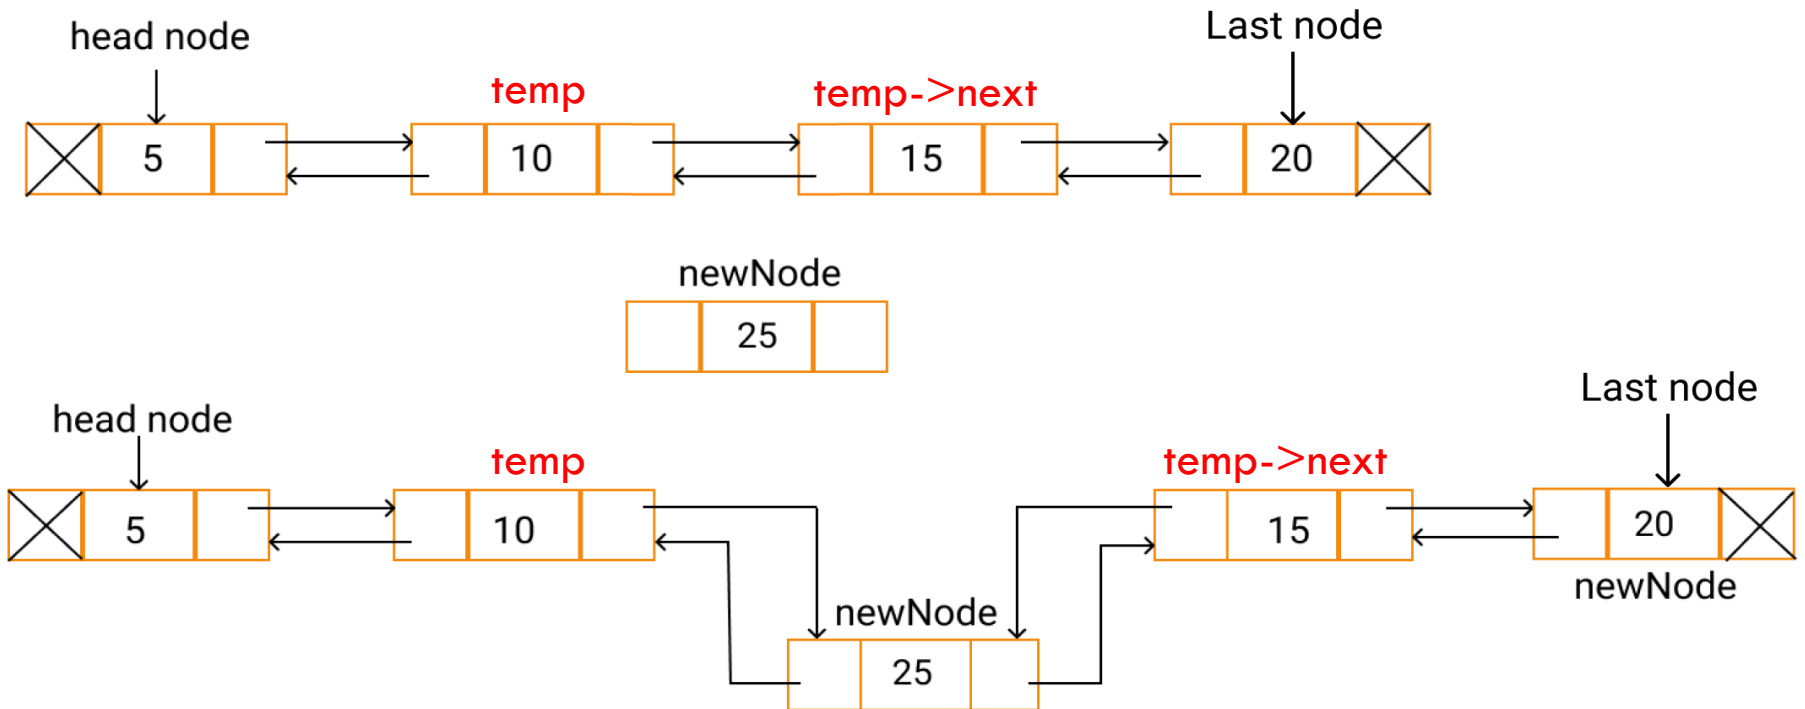 head node
Last node
temp
temp->next
5
10
15
20
newNode
25
head node
Last node
temp
temp->next
5
10
15
20
newNode
newNode
25